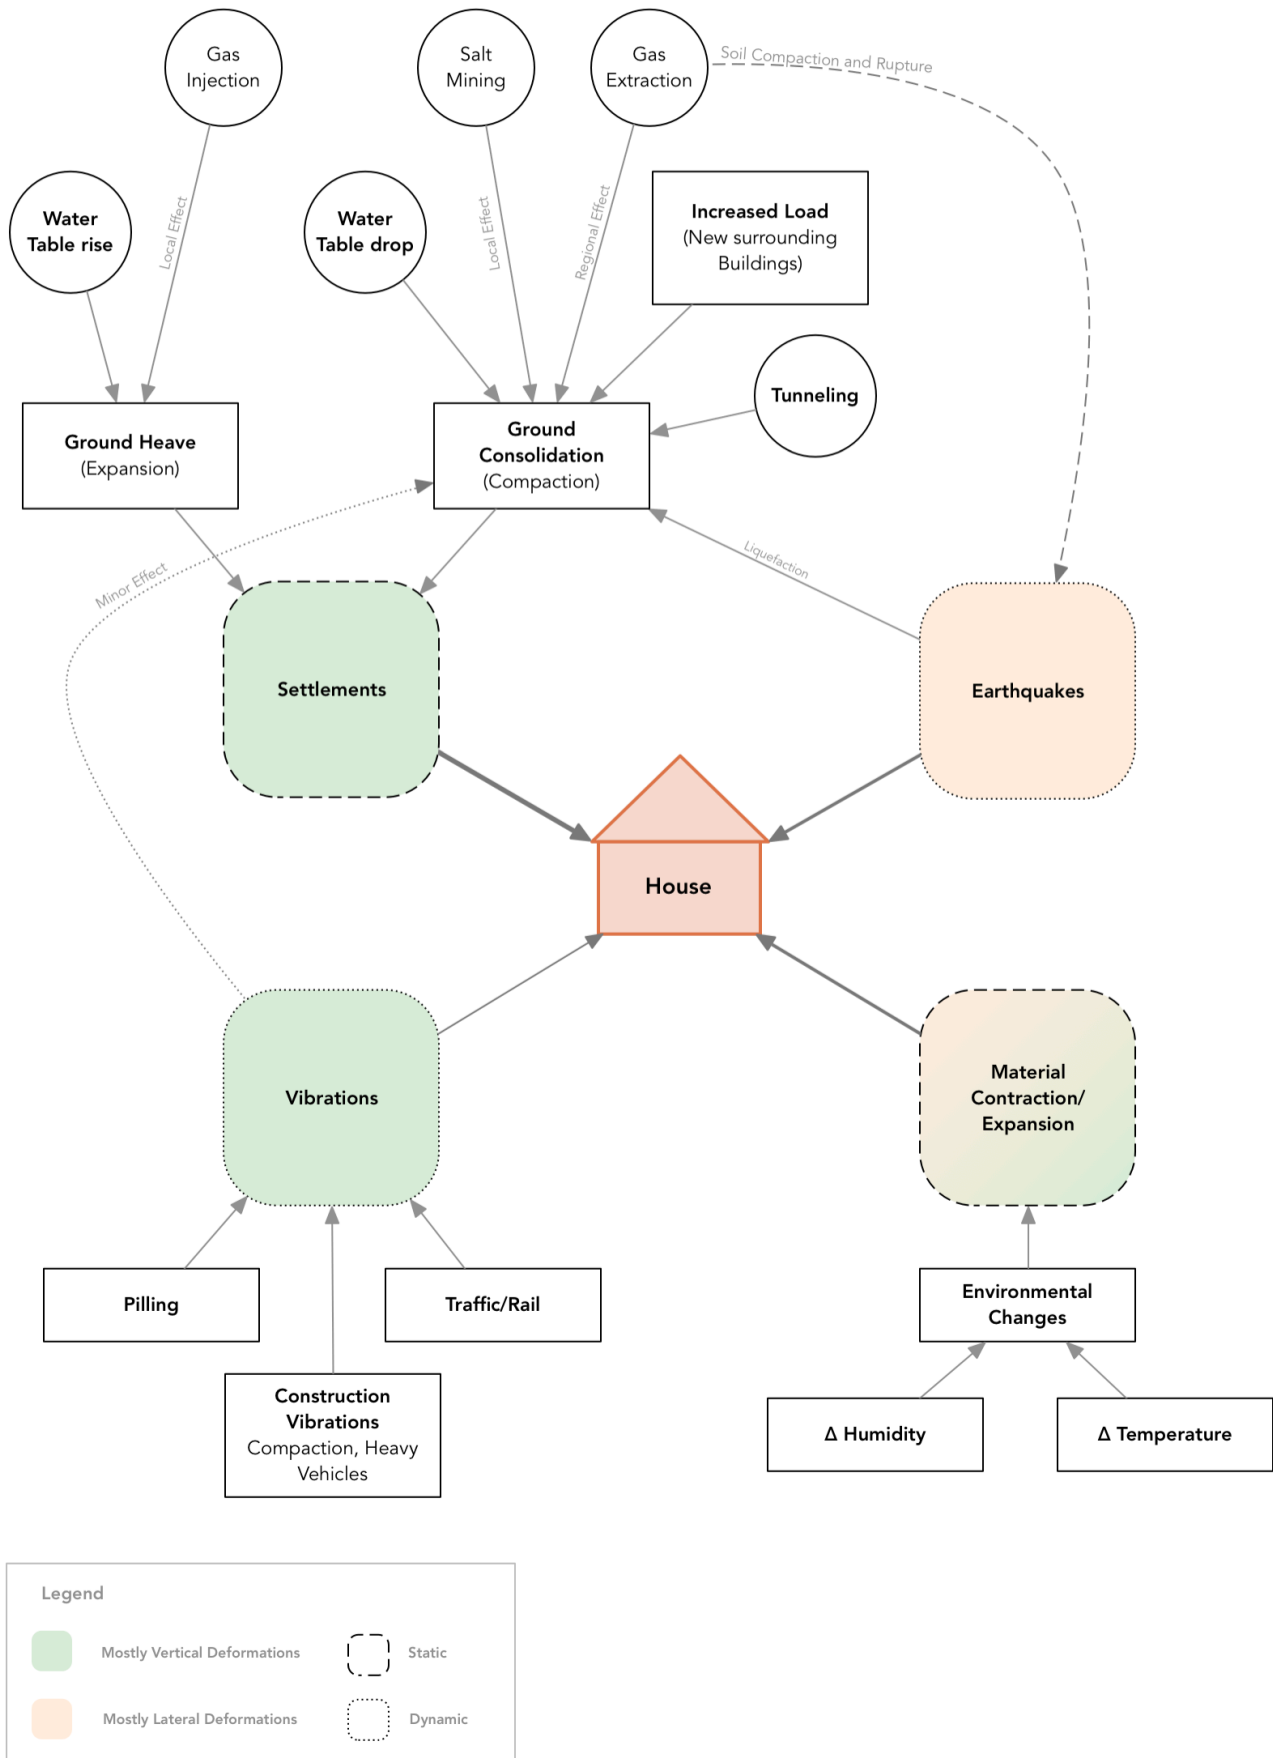 Gas
Injection
Salt
Mining
Gas
Extraction
Soil Compaction and Rupture
Water
Table rise
Local Effect
Water
Table drop
Local Effect
Regional Effect
Increased Load
(New surrounding
Buildings)
Tunneling
Ground Heave
(Expansion)
Ground
Consolidation
(Compaction)
Minor Effect
Liquefaction
Settlements
Earthquakes
House
Vibrations
Material
Contraction/
Expansion
Pilling
Traffic/Rail
Environmental
Changes
Construction
Vibrations
Compaction, Heavy
Vehicles
Δ Humidity
Δ Temperature
Legend
Mostly Vertical Deformations
Static
Mostly Lateral Deformations
Dynamic